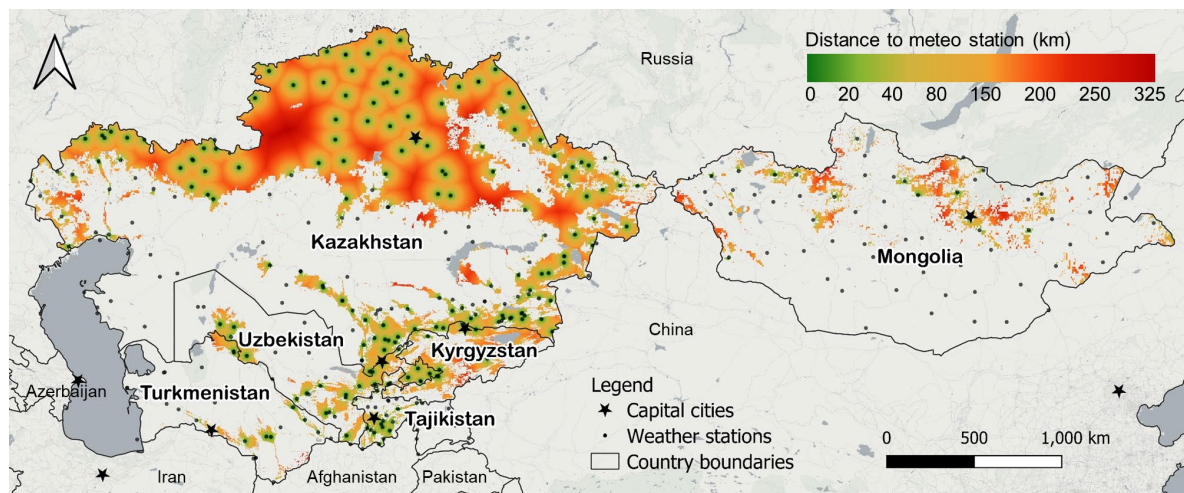 Russia
Distance to meteo station (km)
0 20 40 80 150 200 250 325
Kazakhstan
Mongolia
Uzbekistan
Kyrgyzstan
China
Azerbaijan
Turkmenistan
Tajikistan
Iran
Afghanistan
Pakistan
Legend
Capital cities
Weather stations
Country boundaries
0 500 1,000 km